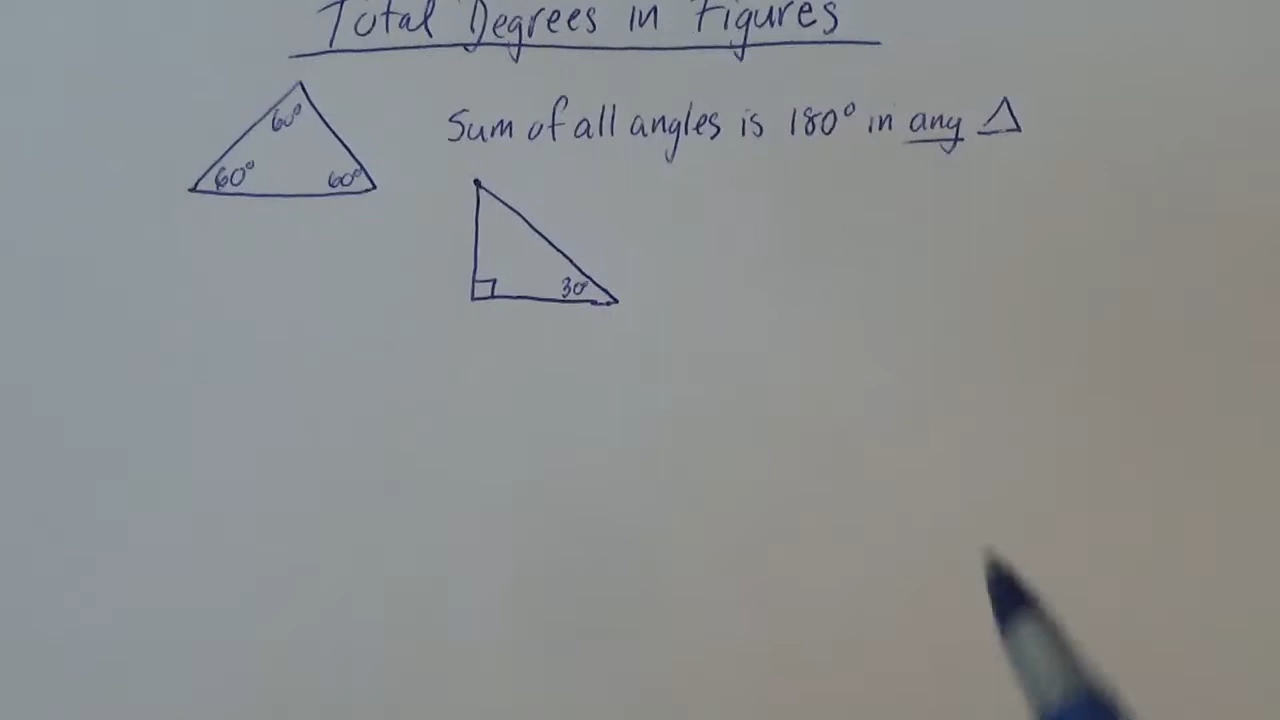 Total Degrees in Figures
60°
Sum of all angles is 180° in any △
60° 60°
30°